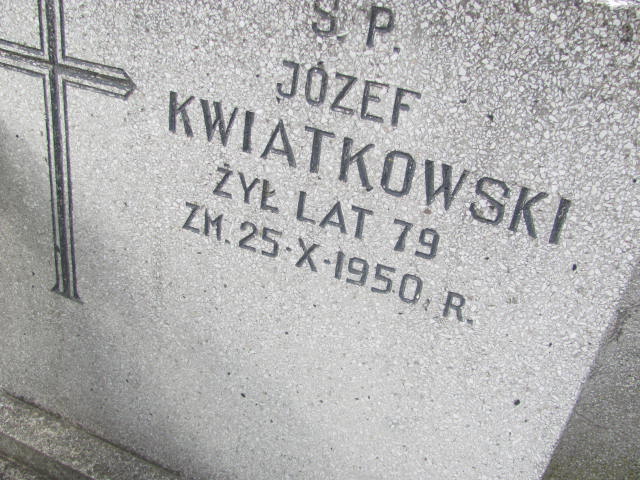 Ś. P.
JÓZEF
KWIATKOWSKI
ŻYŁ LAT 79
ZM. 25-X-1950. R.